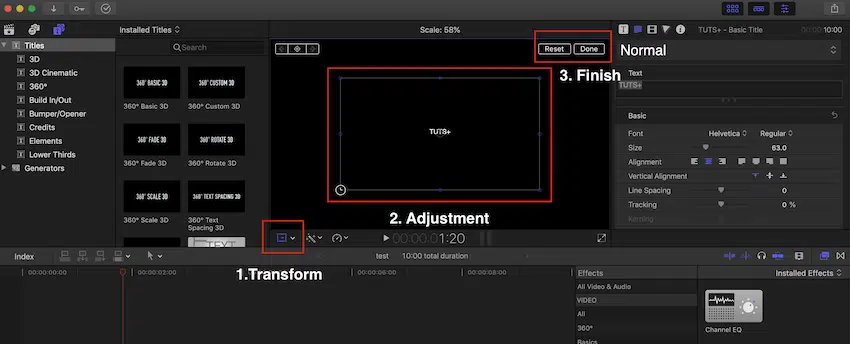 Installed Titles
Scale: 58%
TUTS+ - Basic Title
10:00
Titles
3D
3D Cinematic
360°
Build In/Out
Bumper/Opener
Credits
Elements
Lower Thirds
Generators
Search
360° BASIC 3D
360° CUSTOM 3D
360° Basic 3D
360° Custom 3D
360° FADE 3D
360° ROTATE 3D
360° Fade 3D
360° Rotate 3D
360° SCALE 3D
360° TEXT SPACING 3D
360° Scale 3D
360° Text
Spacing 3D
TEXT
Reset
Done
3. Finish
TUTS+
2. Adjustment
1.Transform
00:00:00:01:20
Normal
Text
TUTS+
Basic
Font
Helvetica
Regular
Size
63.0
Alignment
Vertical Alignment
Line Spacing
0
Tracking
0 %
Kerning
Index
test
10:00 total duration
00:00:00:00
00:00:02:00
00:00:06:00
00:00:08:00
Effects
Installed Effects
All Video & Audio
VIDEO
All
360°
Basics
Channel EQ